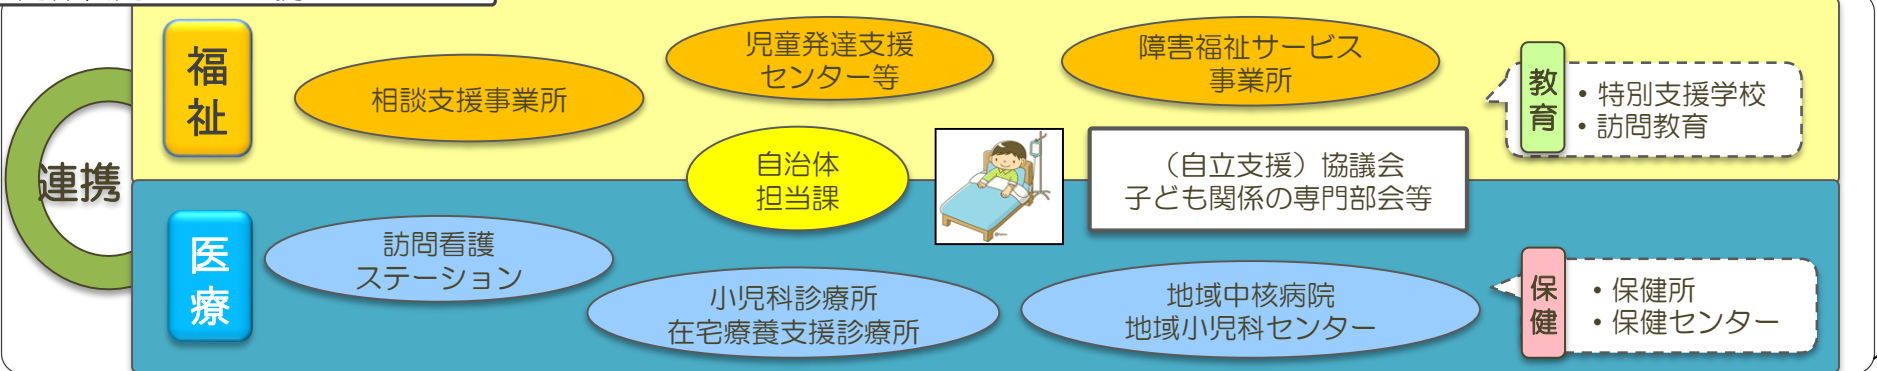 福祉
相談支援事業所
児童発達支援
センター等
障害福祉サービス
事業所
教育
・特別支援学校
・訪問教育
連携
自治体
担当課
（自立支援）協議会
子ども関係の専門部会等
医療
訪問看護
ステーション
小児科診療所
在宅療養支援診療所
地域中核病院
地域小児科センター
保健
・保健所
・保健センター